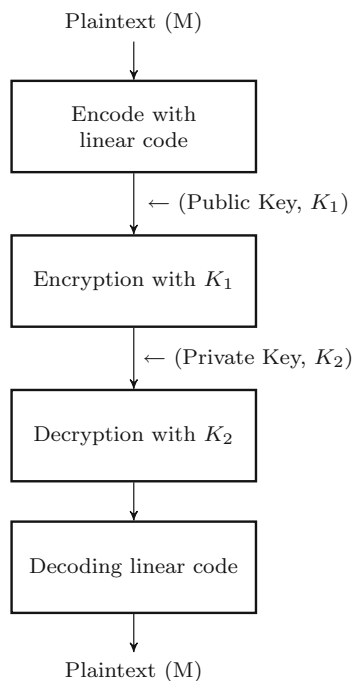 Plaintext (M)
Encode with
linear code
← (Public Key, K₁)
Encryption with K₁
← (Private Key, K₂)
Decryption with K₂
Decoding linear code
Plaintext (M)